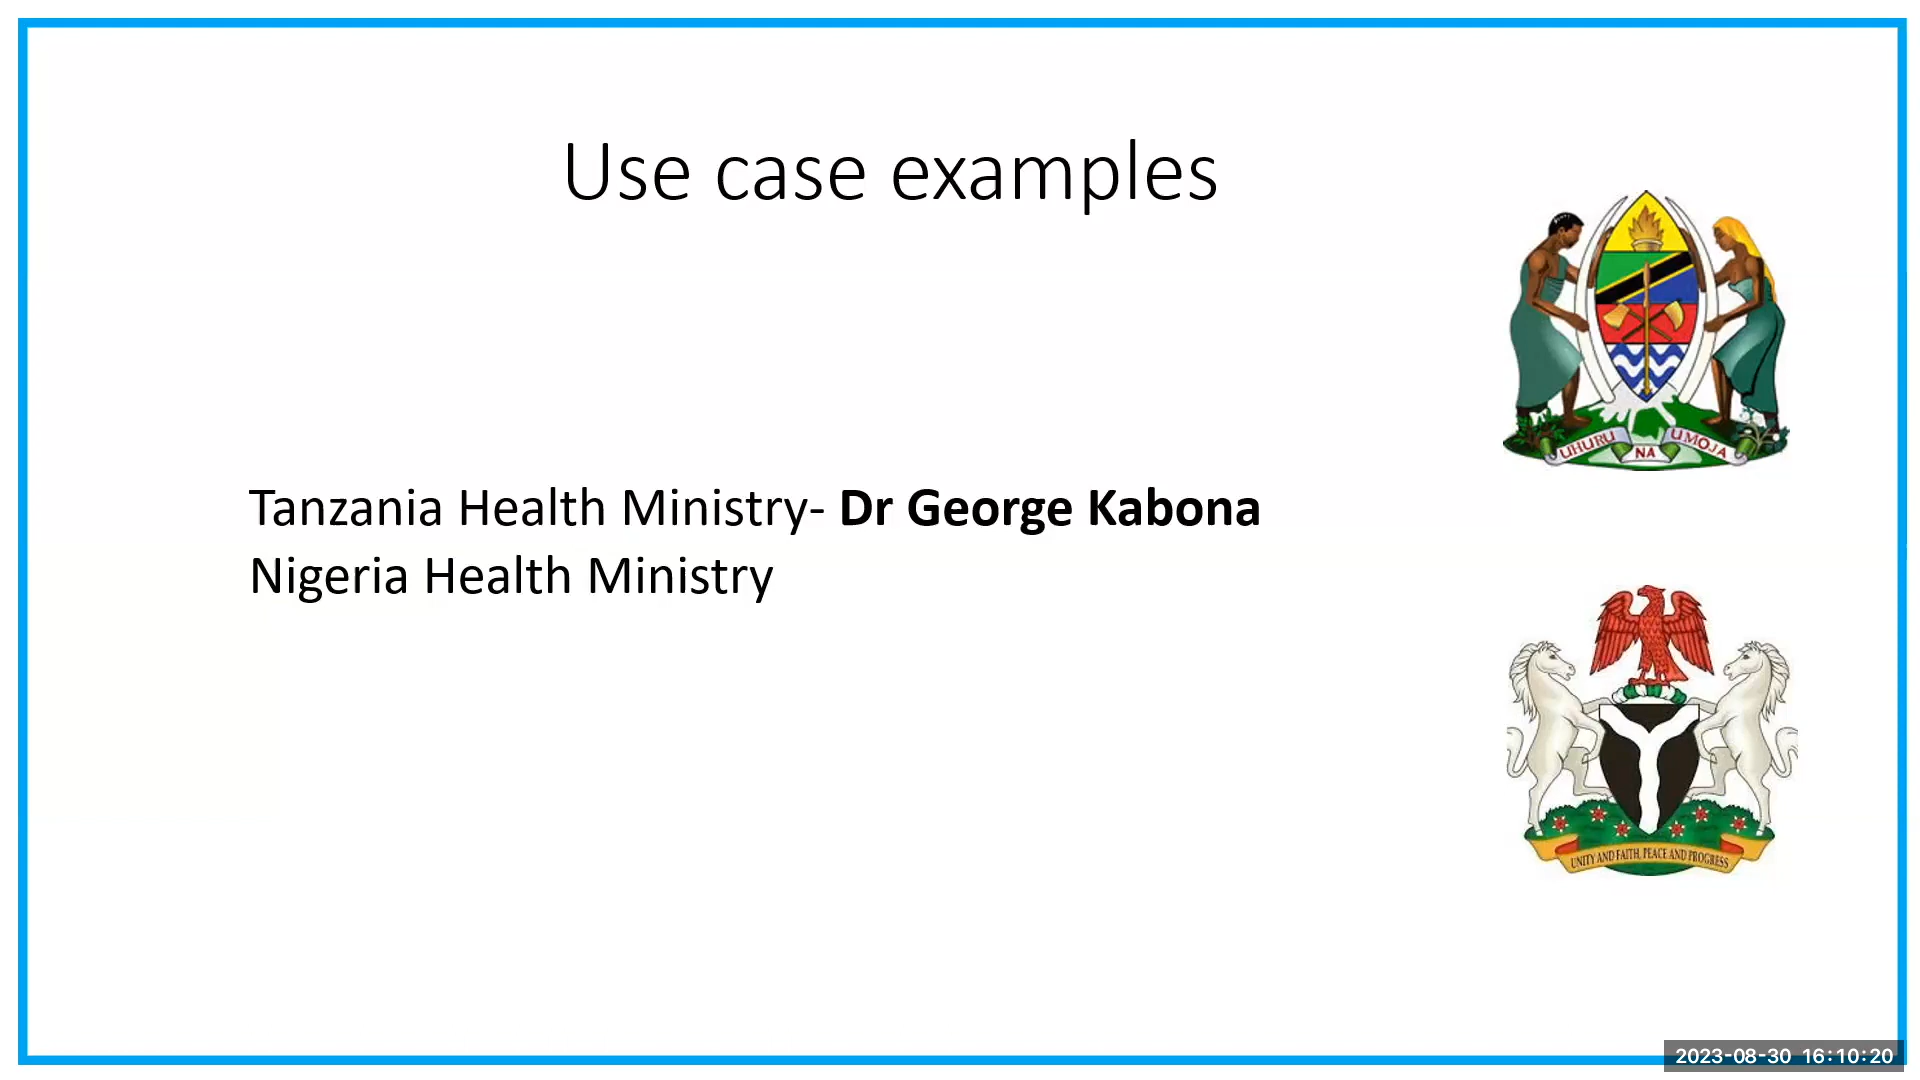 Use case examples
UHURU NA UMOJA
Tanzania Health Ministry- Dr George Kabona
Nigeria Health Ministry
UNITY AND FAITH, PEACE AND PROGRESS
2023-08-30 16:10:20